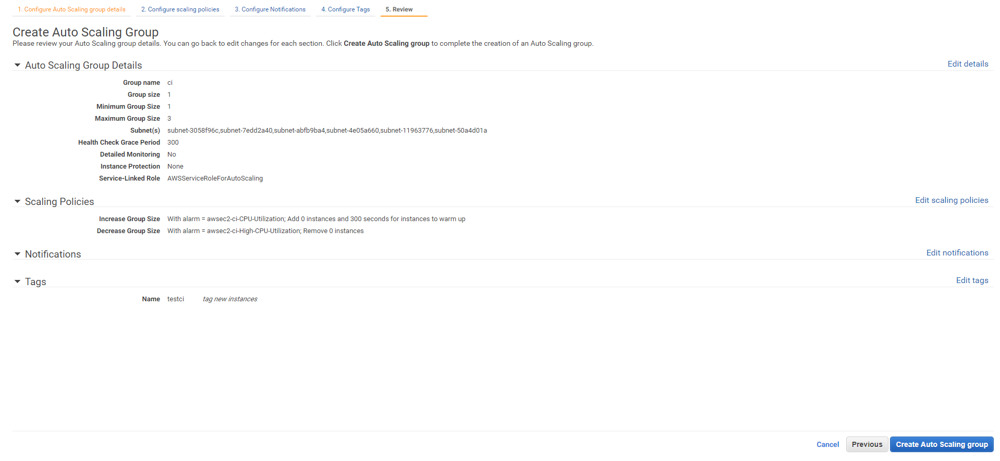 1. Configure Auto Scaling group details 2. Configure scaling policies 3. Configure Notifications 4. Configure Tags 5. Review
Create Auto Scaling Group
Please review your Auto Scaling group details. You can go back to edit changes for each section. Click Create Auto Scaling group to complete the creation of an Auto Scaling group.
Auto Scaling Group Details Edit details
Group name ci
Group size 1
Minimum Group Size 1
Maximum Group Size 3
Subnet(s) subnet-3058f96c,subnet-7edd2a40,subnet-abfb9ba4,subnet-4e05a660,subnet-11963776,subnet-50a4d01a
Health Check Grace Period 300
Detailed Monitoring No
Instance Protection None
Service-Linked Role AWSServiceRoleForAutoScaling
Scaling Policies Edit scaling policies
Increase Group Size With alarm = awsec2-ci-CPU-Utilization; Add 0 instances and 300 seconds for instances to warm up
Decrease Group Size With alarm = awsec2-ci-High-CPU-Utilization; Remove 0 instances
Notifications Edit notifications
Tags Edit tags
Name testci tag new instances
Cancel Previous Create Auto Scaling group